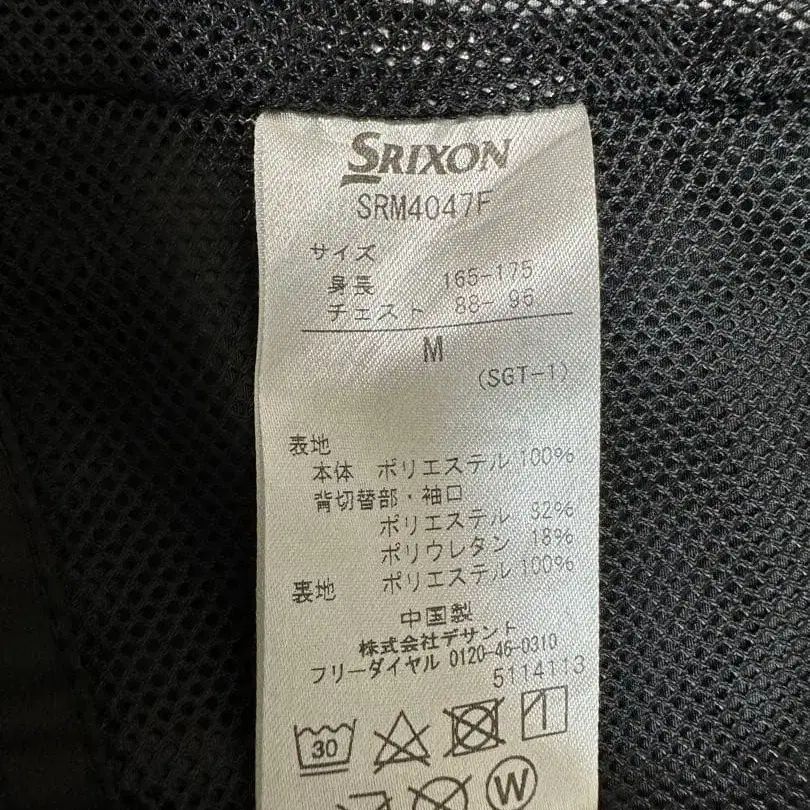 SRIXON
SRM4047F
サイズ
身長 165-175
チェスト 88- 96
M
(SGT-1)
表地
本体 ポリエステル 100%
背切替部・袖口
ポリエステル 82%
ポリウレタン 18%
裏地 ポリエステル 100%
中国製
株式会社デサント
フリーダイヤル 0120-46-0310
5114113
30
W